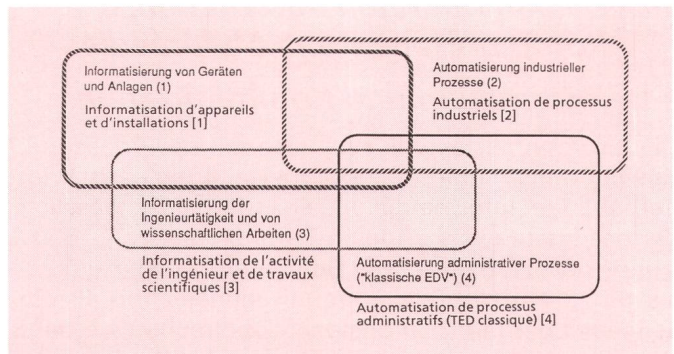 Informatisierung von Geräten
und Anlagen (1)
Informatisation d'appareils
et d'installations [1]
Automatisierung industrieller
Prozesse (2)
Automatisation de processus
industriels [2]
Informatisierung der
Ingenieurtätigkeit und von
wissenschaftlichen Arbeiten (3)
Informatisation de l'activité
de l'ingénieur et de travaux
scientifiques [3]
Automatisierung administrativer Prozesse
("klassische EDV") (4)
Automatisation de processus
administratifs (TED classique) [4]